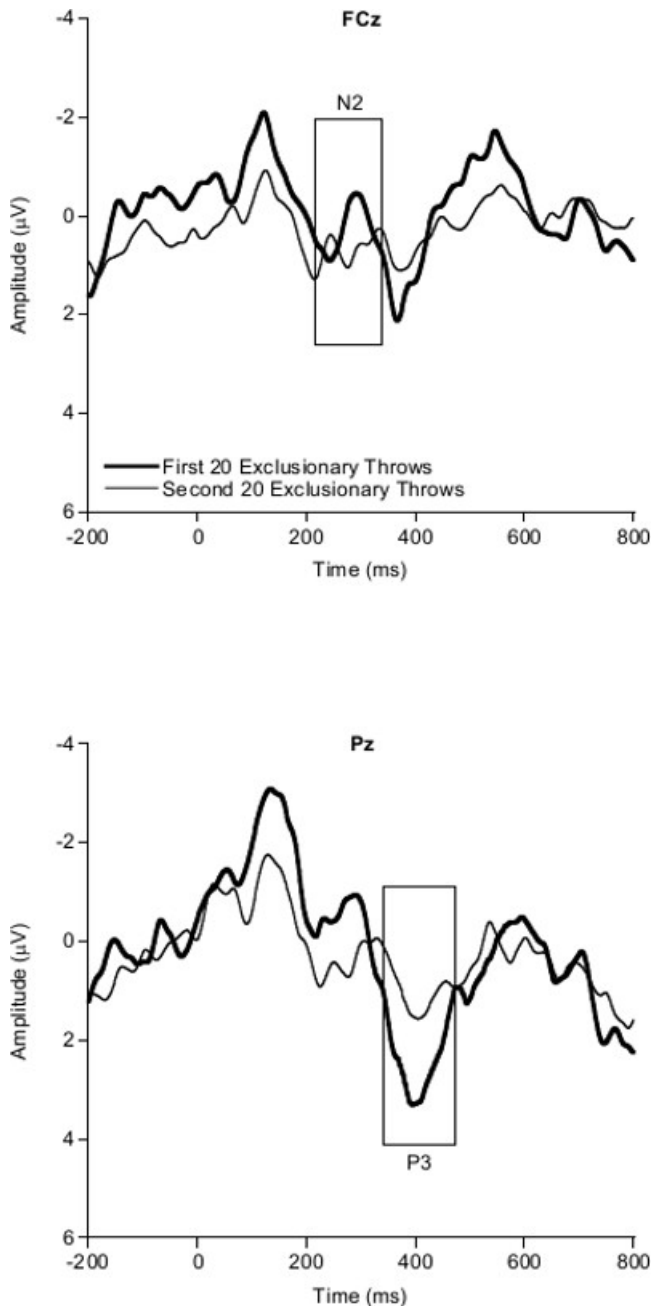 FCz
-4
-2
0
2
4
6
Amplitude (μV)
N2
First 20 Exclusionary Throws
Second 20 Exclusionary Throws
-200 0 200 400 600 800
Time (ms)
Pz
-4
-2
0
2
4
6
Amplitude (μV)
P3
-200 0 200 400 600 800
Time (ms)